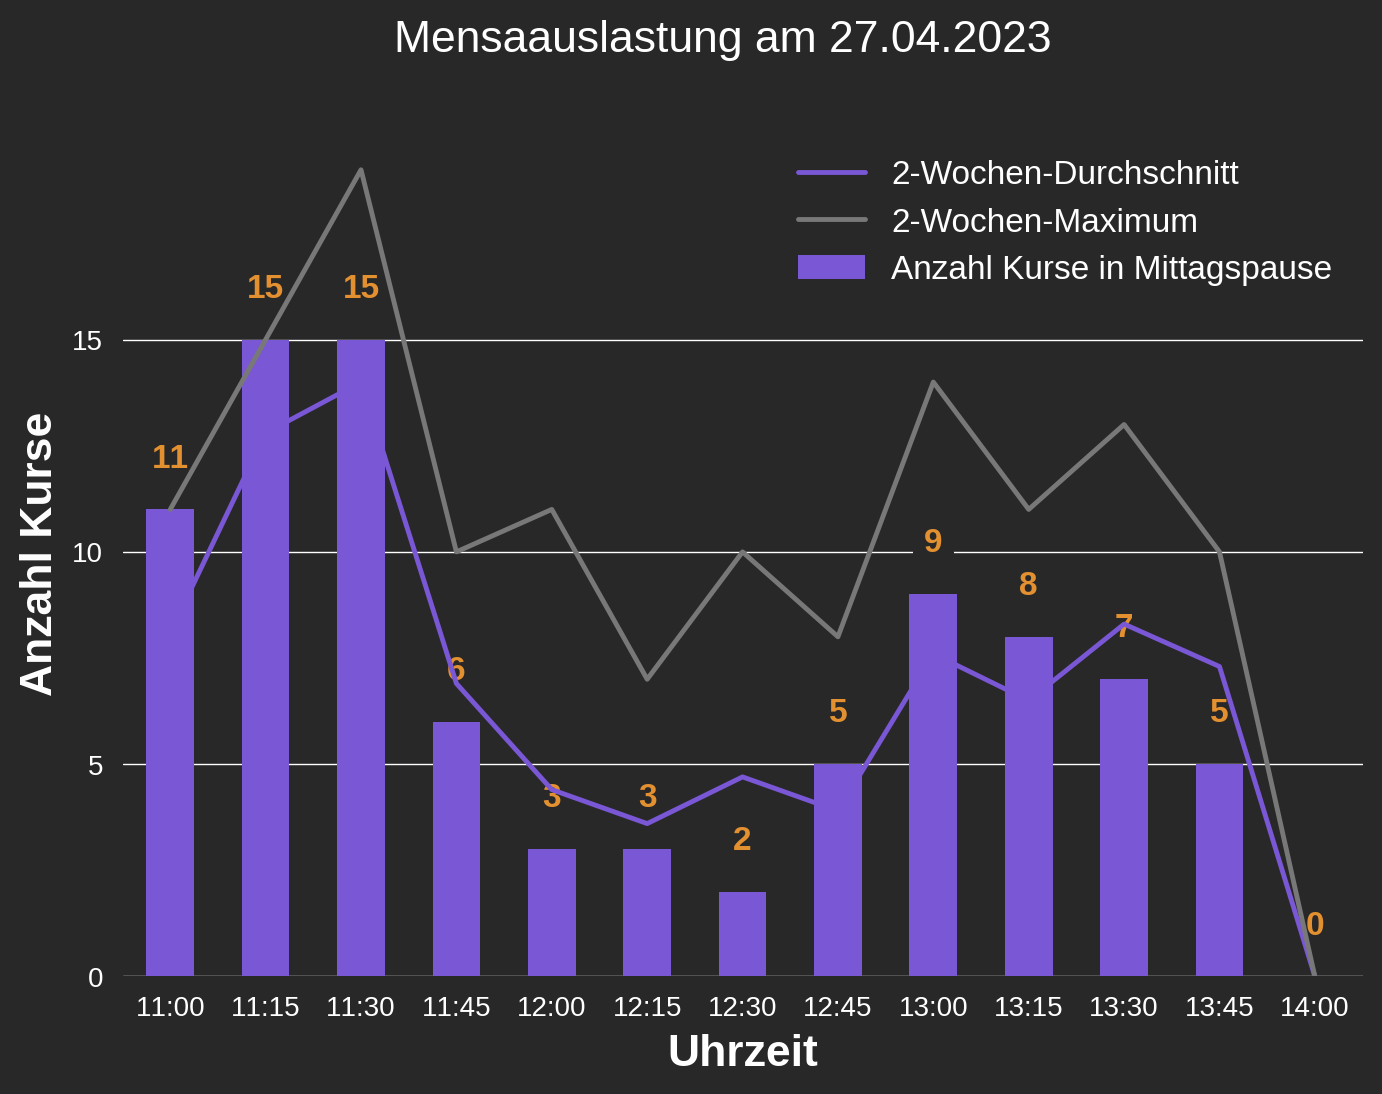 Mensaauslastung am 27.04.2023
2-Wochen-Durchschnitt
2-Wochen-Maximum
Anzahl Kurse in Mittagspause
Anzahl Kurse
15
10
5
0
11
15
15
6
3
3
2
5
9
8
7
5
0
11:00 11:15 11:30 11:45 12:00 12:15 12:30 12:45 13:00 13:15 13:30 13:45 14:00
Uhrzeit